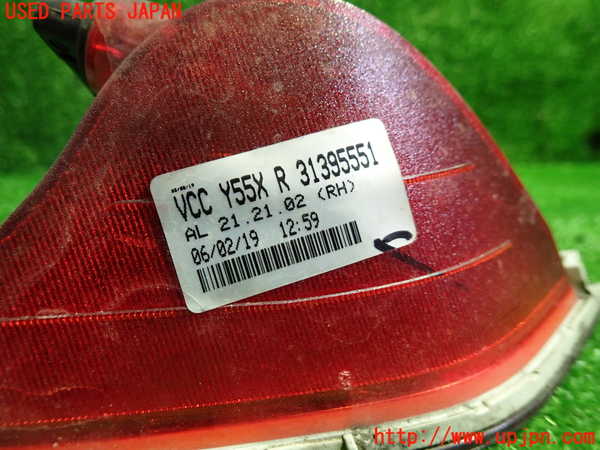 USED PARTS JAPAN
VCC Y55X R 31395551
AL 21.21.02 (RH)
06/02/19 12:59
http://www.upjpn.com/